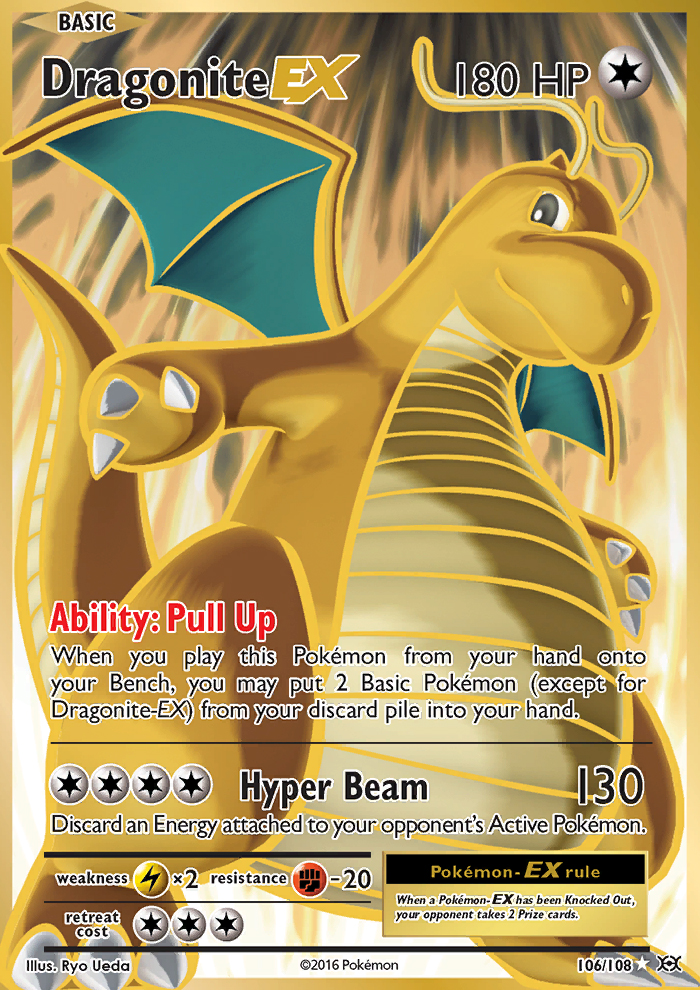 BASIC
DragoniteEX 180 HP
Ability: Pull Up
When you play this Pokémon from your hand onto
your Bench, you may put 2 Basic Pokémon (except for
Dragonite-EX) from your discard pile into your hand.
Hyper Beam 130
Discard an Energy attached to your opponent's Active Pokémon.
weakness ×2 resistance -20
Pokémon-EX rule
When a Pokémon-EX has been Knocked Out,
your opponent takes 2 Prize cards.
retreat
cost
Illus. Ryo Ueda ©2016 Pokémon 106/108